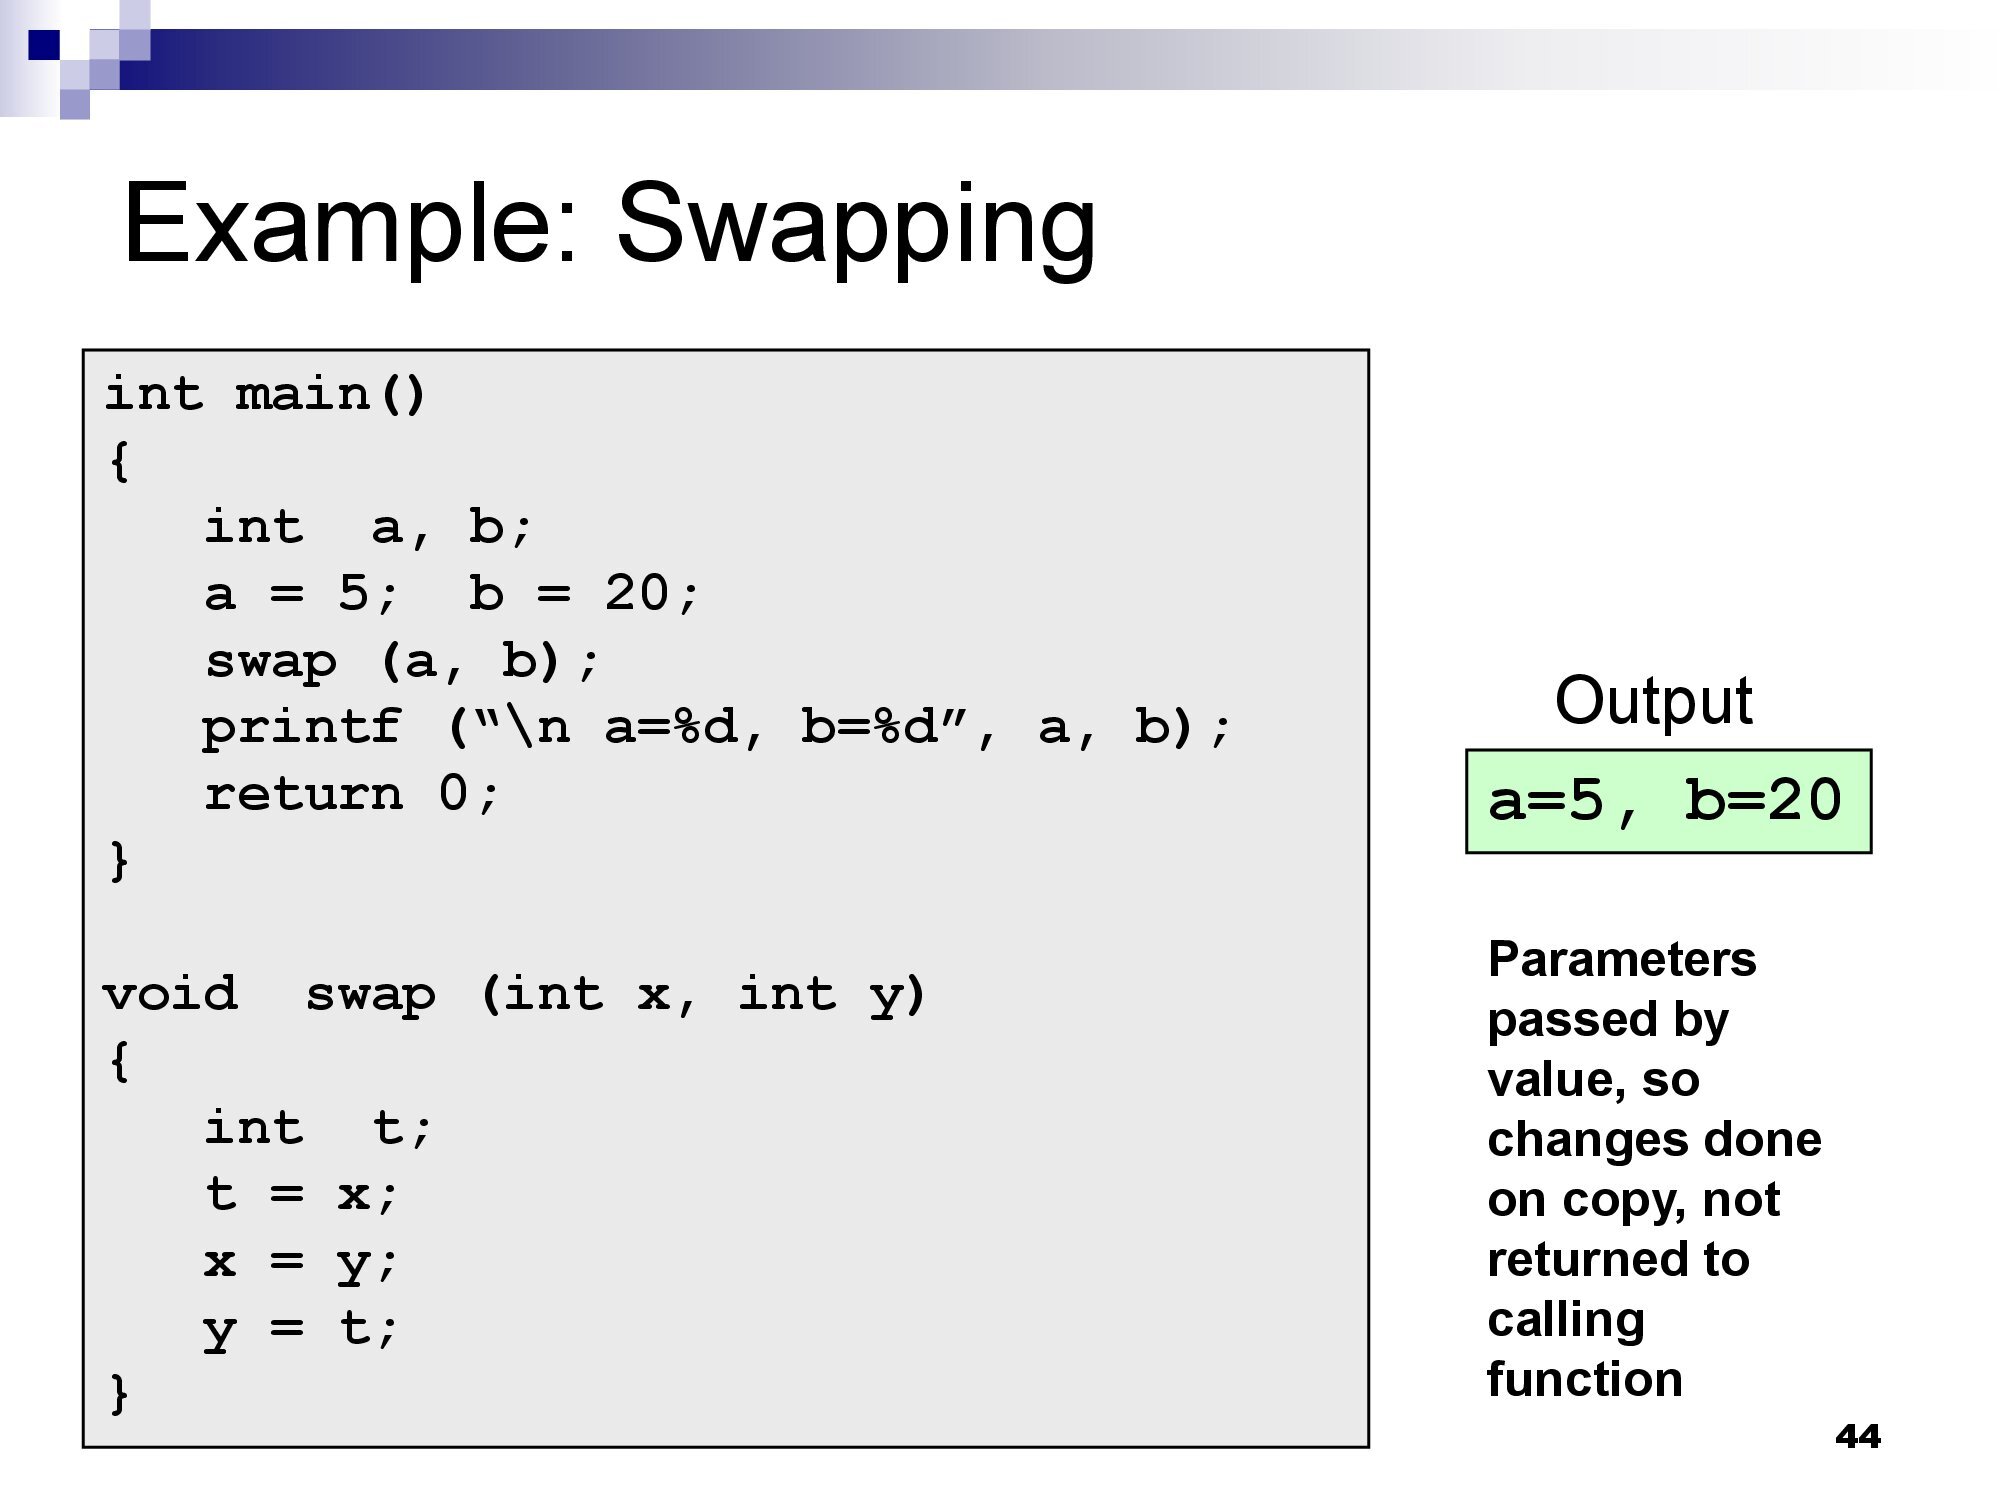 Example: Swapping
int main()
{
   int  a, b;
   a = 5;  b = 20;
   swap (a, b);
   printf (“\n a=%d, b=%d”, a, b);
   return 0;
}
void  swap (int x, int y)
{
   int  t;
   t = x;
   x = y;
   y = t;
}
Output
a=5, b=20
Parameters
passed by
value, so
changes done
on copy, not
returned to
calling
function
44